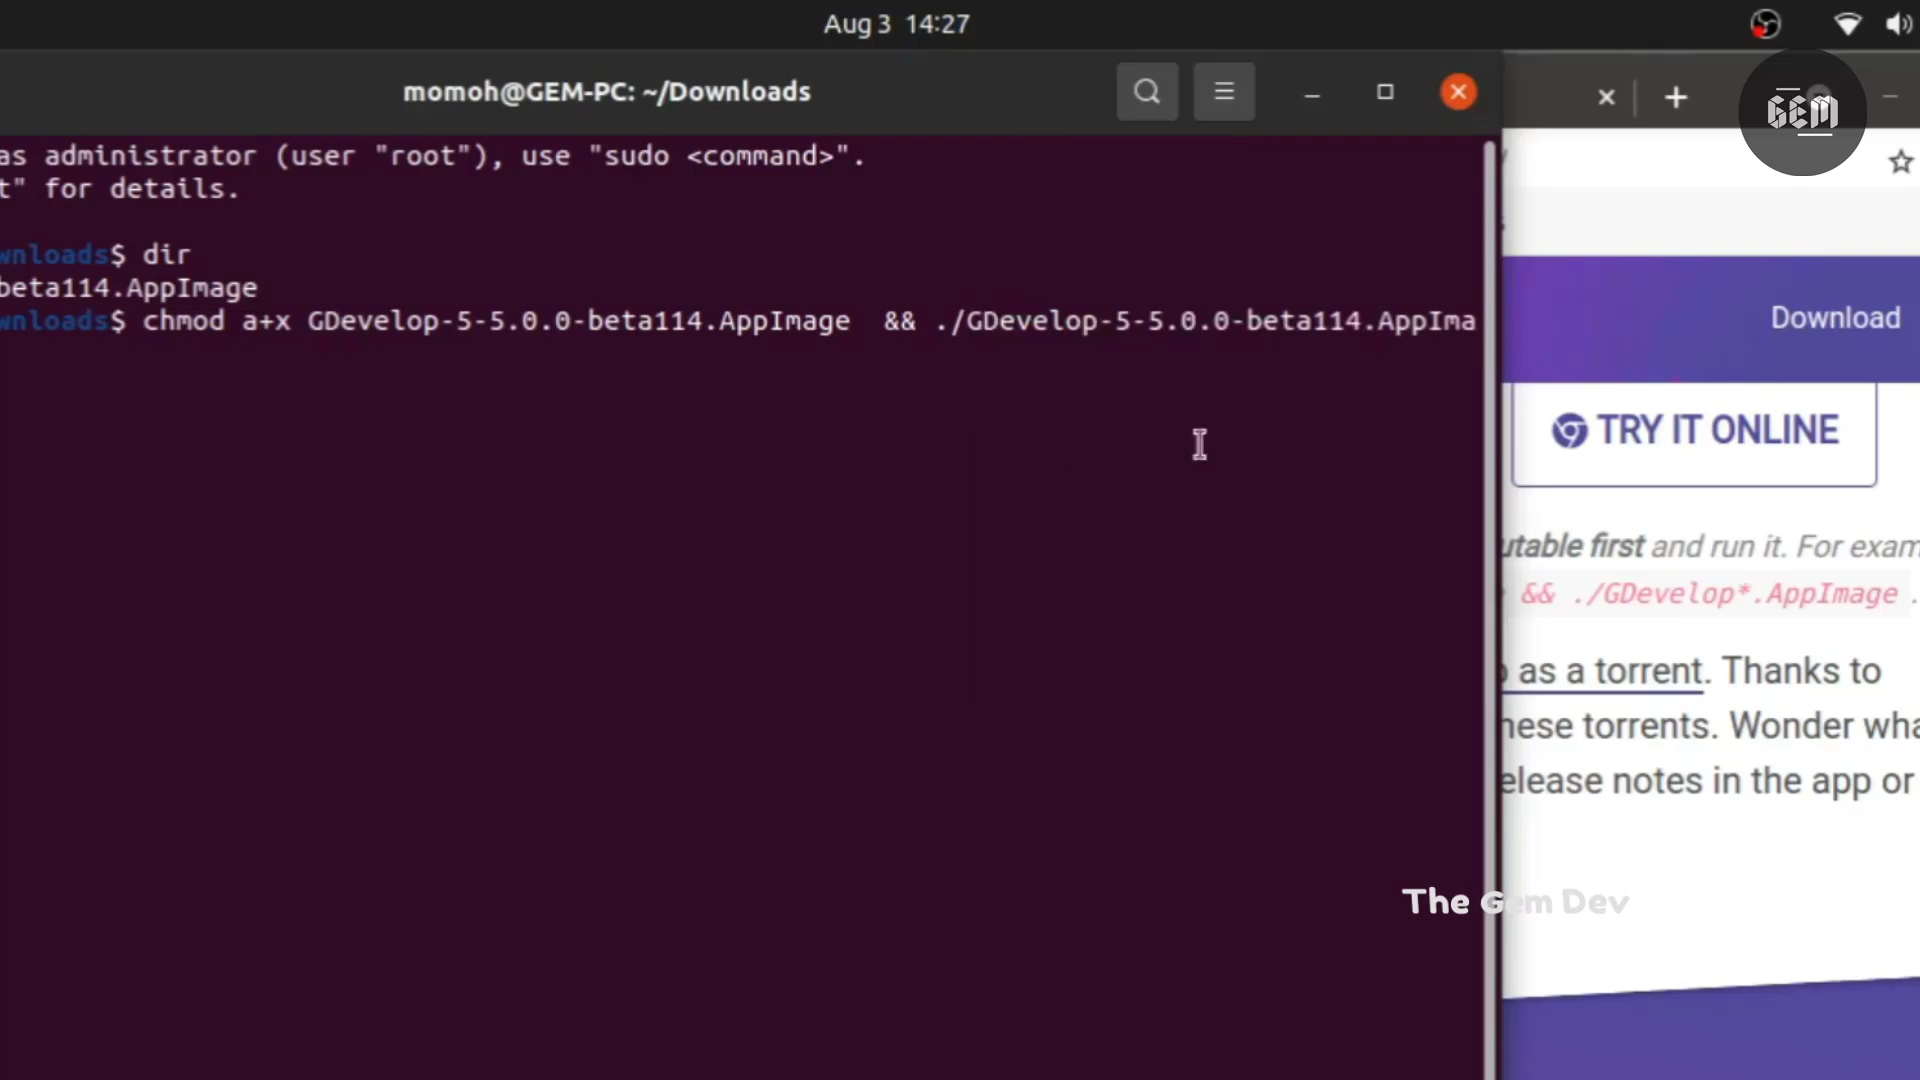 Aug 3 14:27
momoh@GEM-PC: ~/Downloads
GEM
as administrator (user "root"), use "sudo <command>".
t" for details.
wnloads$ dir
beta114.AppImage
wnloads$ chmod a+x GDevelop-5-5.0.0-beta114.AppImage  && ./GDevelop-5-5.0.0-beta114.AppIma
Download
TRY IT ONLINE
utable first and run it. For exam
&& ./GDevelop*.AppImage .
as a torrent. Thanks to
hese torrents. Wonder wha
elease notes in the app or
The Gem Dev